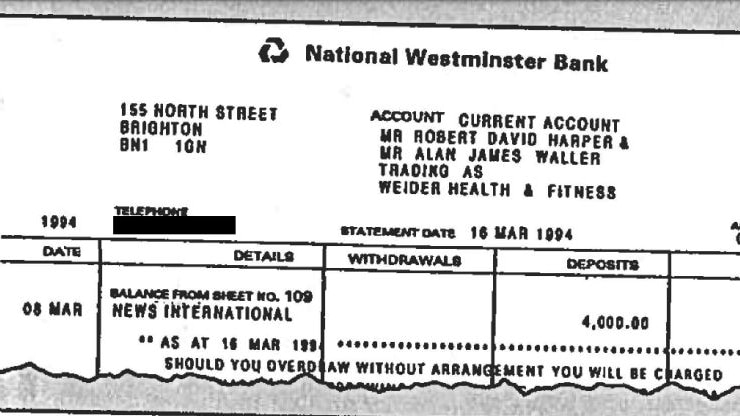 National Westminster Bank
155 NORTH STREET
BRIGHTON
BN1 1GN
ACCOUNT CURRENT ACCOUNT
MR ROBERT DAVID HARPER &
MR ALAN JAMES WALLER
TRADING AS
WEIDER HEALTH & FITNESS
TELEPHONE
1994
STATEMENT DATE 16 MAR 1994
DATE DETAILS WITHDRAWALS DEPOSITS
BALANCE FROM SHEET NO. 109
08 MAR NEWS INTERNATIONAL 4,000.00
** AS AT 16 MAR 1994
SHOULD YOU OVERDRAW WITHOUT ARRANGEMENT YOU WILL BE CHARGED